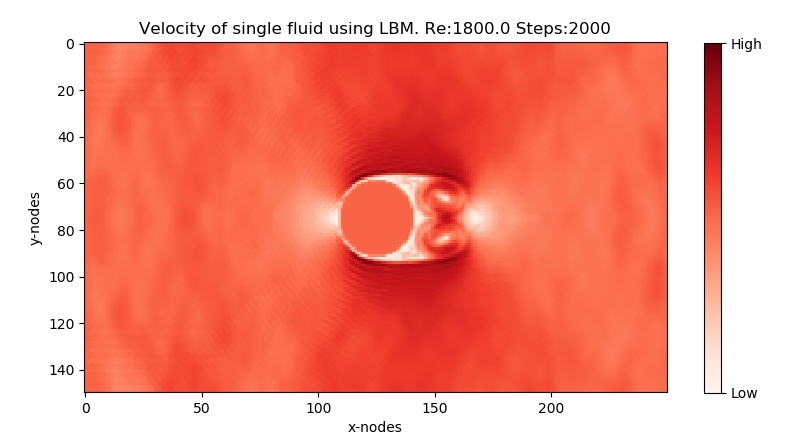 Velocity of single fluid using LBM. Re:1800.0 Steps:2000
High
0
20
40
60
80
100
120
140
y-nodes
0
50
100
150
200
x-nodes
Low